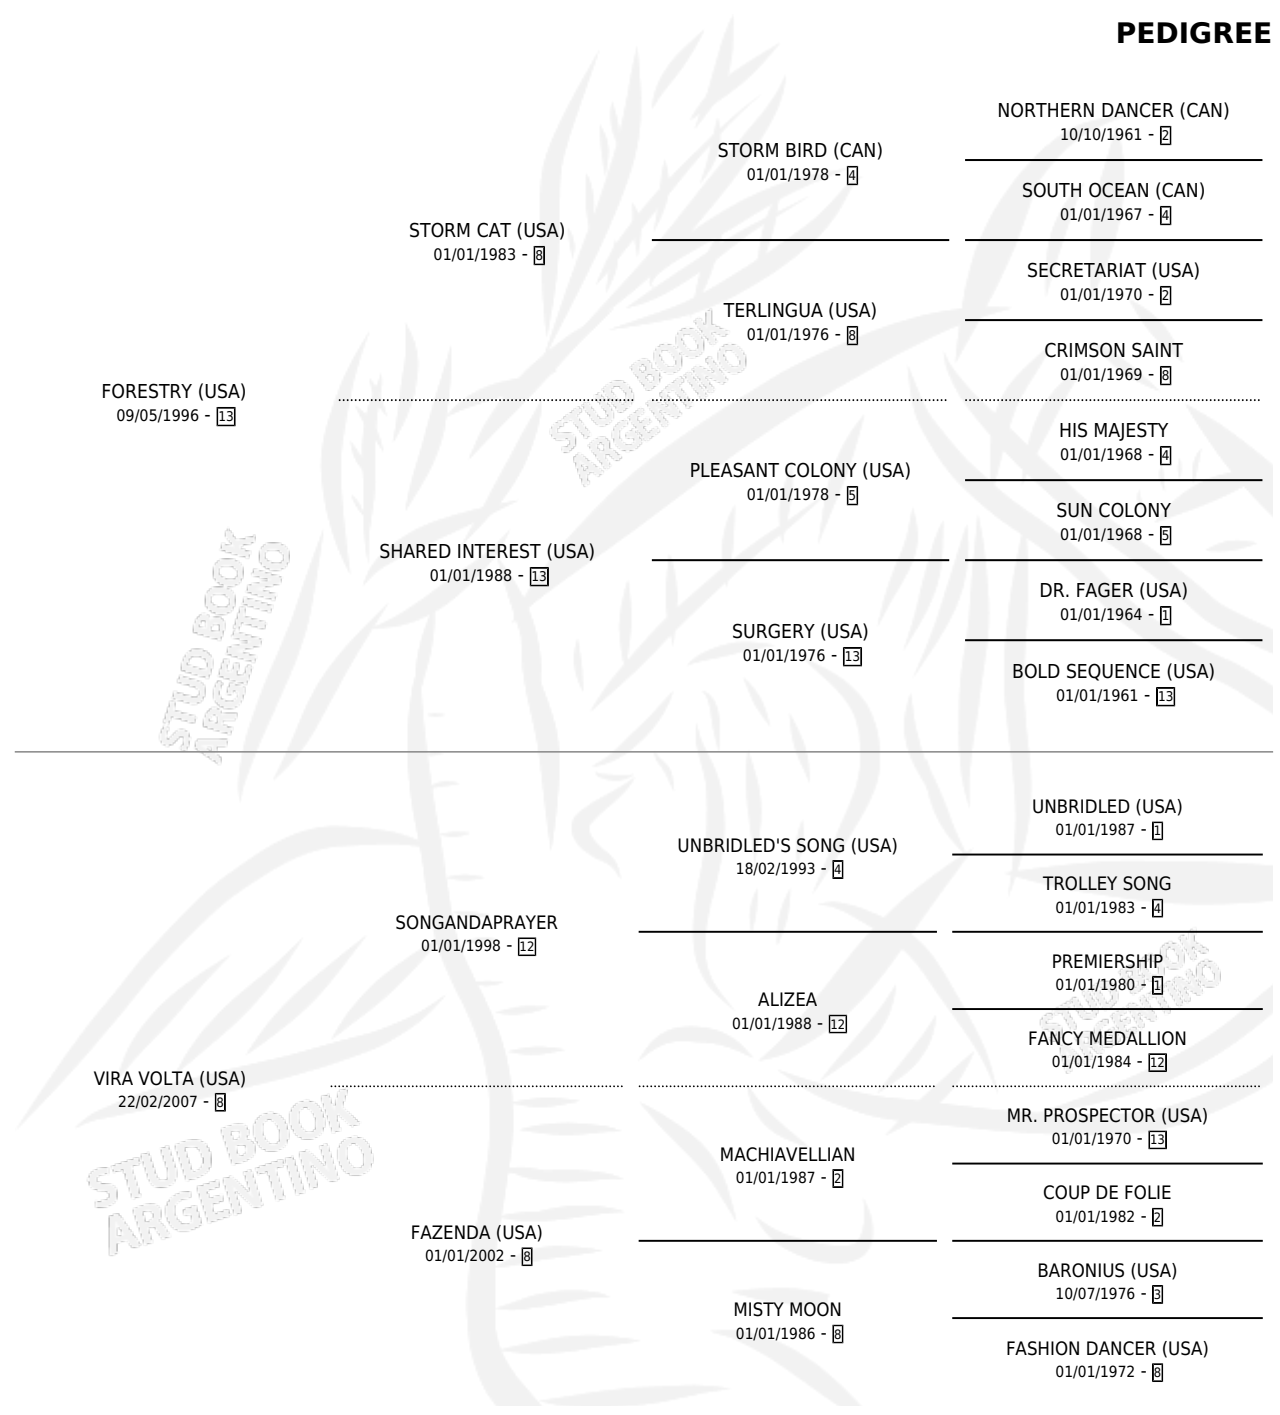 PEDIGREE
NORTHERN DANCER (CAN)
10/10/1961 - 2
STORM BIRD (CAN)
01/01/1978 - 4
SOUTH OCEAN (CAN)
01/01/1967 - 4
STORM CAT (USA)
01/01/1983 - 8
SECRETARIAT (USA)
01/01/1970 - 2
TERLINGUA (USA)
01/01/1976 - 8
CRIMSON SAINT
01/01/1969 - 8
FORESTRY (USA)
09/05/1996 - 13
HIS MAJESTY
01/01/1968 - 4
PLEASANT COLONY (USA)
01/01/1978 - 5
SUN COLONY
01/01/1968 - 5
SHARED INTEREST (USA)
01/01/1988 - 13
DR. FAGER (USA)
01/01/1964 - 1
SURGERY (USA)
01/01/1976 - 13
BOLD SEQUENCE (USA)
01/01/1961 - 13
UNBRIDLED (USA)
01/01/1987 - 1
UNBRIDLED'S SONG (USA)
18/02/1993 - 4
TROLLEY SONG
01/01/1983 - 4
SONGANDAPRAYER
01/01/1998 - 12
PREMIERSHIP
01/01/1980 - 1
ALIZEA
01/01/1988 - 12
FANCY MEDALLION
01/01/1984 - 12
VIRA VOLTA (USA)
22/02/2007 - 8
MR. PROSPECTOR (USA)
01/01/1970 - 13
MACHIAVELLIAN
01/01/1987 - 2
COUP DE FOLIE
01/01/1982 - 2
FAZENDA (USA)
01/01/2002 - 8
BARONIUS (USA)
10/07/1976 - 3
MISTY MOON
01/01/1986 - 8
FASHION DANCER (USA)
01/01/1972 - 8
STUD BOOK
ARGENTINO
STUD BOOK
ARGENTINO
STUD BOOK
ARGENTINO
STUD BOOK
ARGENTINO